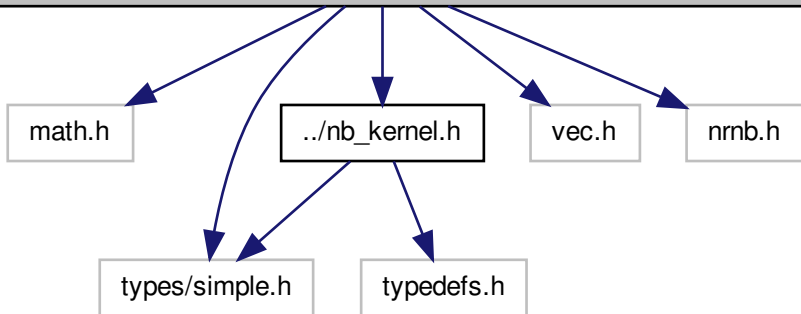 math.h
../nb_kernel.h
vec.h
nrnb.h
types/simple.h
typedefs.h